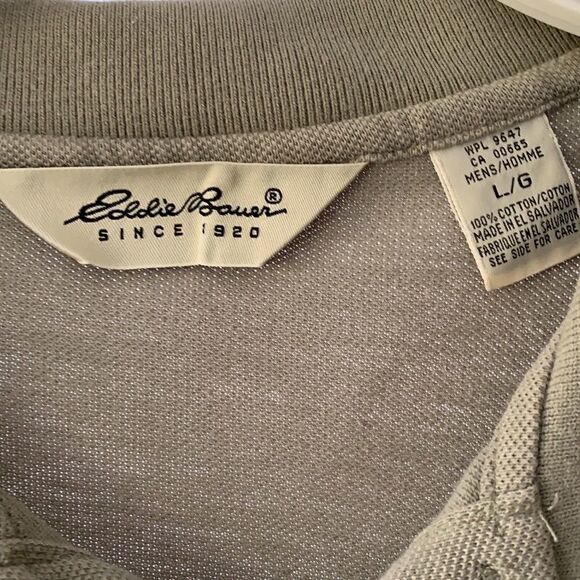 Eddie Bauer®
SINCE 1920
WPL 9647
CA 00665
MENS/HOMME
L/G
100% COTTON/COTON
MADE IN EL SALVADOR
FABRIQUE EN EL SALVADOR
SEE SIDE FOR CARE